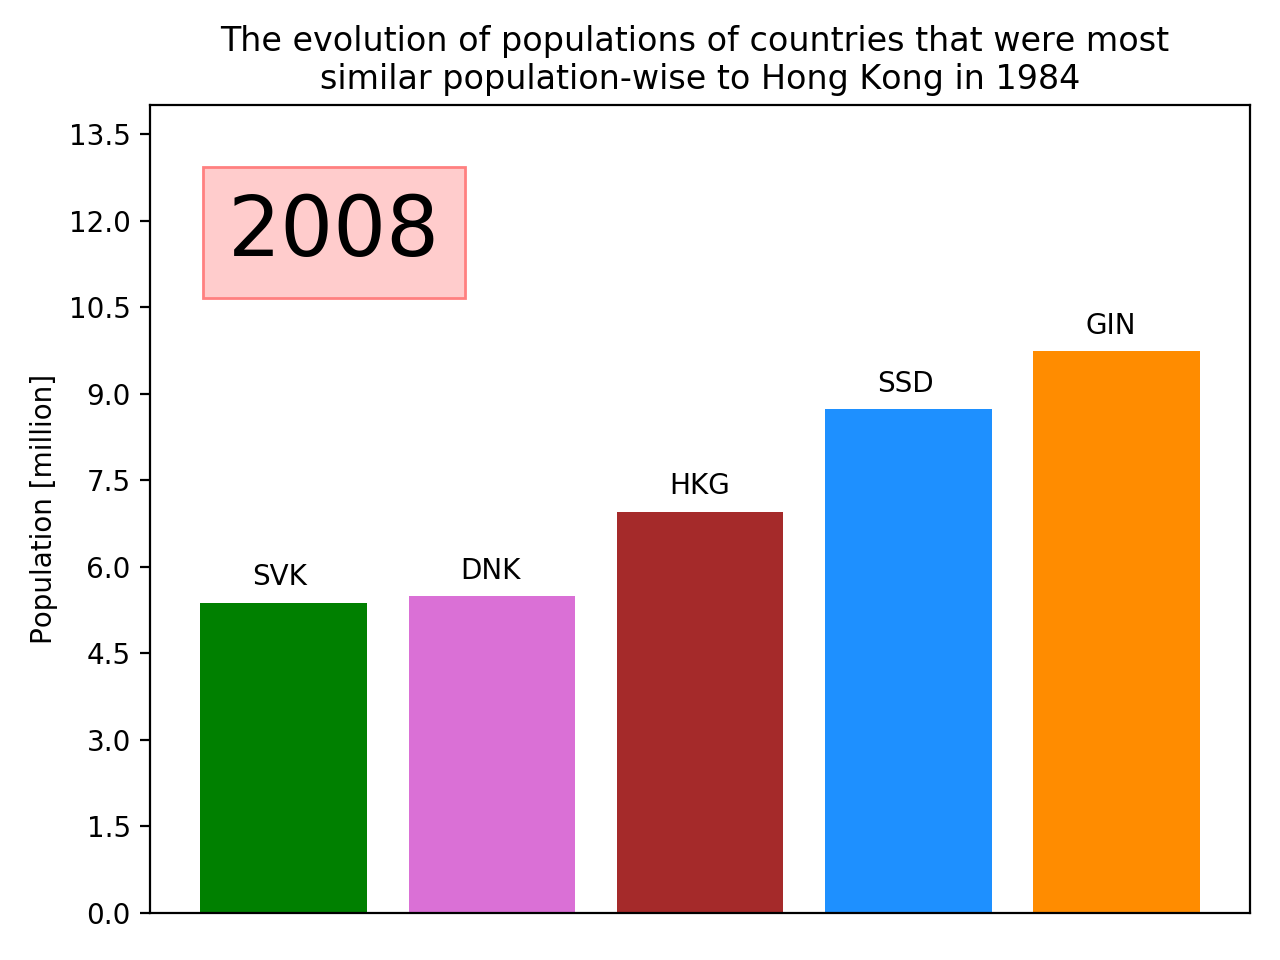 The evolution of populations of countries that were most
similar population-wise to Hong Kong in 1984
13.5
12.0
10.5
9.0
7.5
6.0
4.5
3.0
1.5
0.0
Population [million]
2008
SVK
DNK
HKG
SSD
GIN